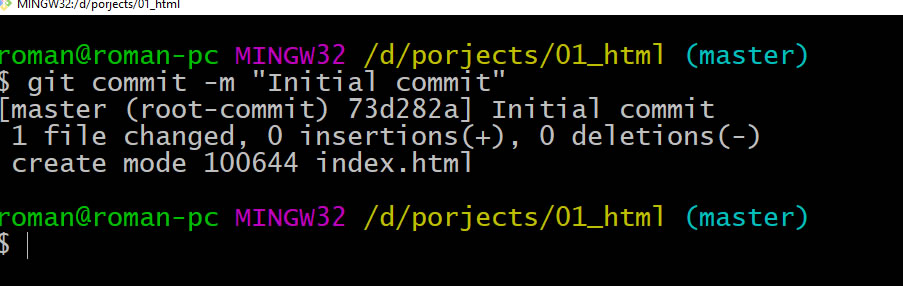 MINGW32:/d/porjects/01_html
roman@roman-pc MINGW32 /d/porjects/01_html (master)
$ git commit -m "Initial commit"
[master (root-commit) 73d282a] Initial commit
 1 file changed, 0 insertions(+), 0 deletions(-)
 create mode 100644 index.html
roman@roman-pc MINGW32 /d/porjects/01_html (master)
$